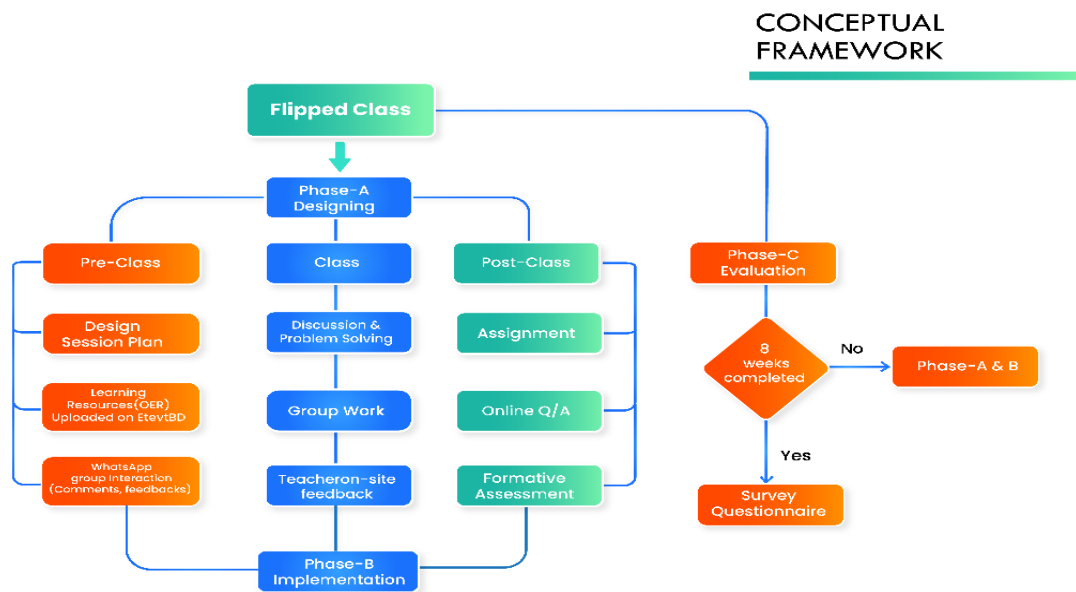 CONCEPTUAL
FRAMEWORK
Flipped Class
Phase-A
Designing
Pre-Class
Class
Post-Class
Phase-C
Evaluation
Design
Session Plan
Discussion &
Problem Solving
Assignment
8
weeks
completed
No
Phase-A & B
Learning
Resources(OER)
Uploaded on EtevtBD
Group Work
Online Q/A
Yes
WhatsApp
group Interaction
(Comments, feedbacks)
Teacheron-site
feedback
Formative
Assessment
Survey
Questionnaire
Phase-B
Implementation